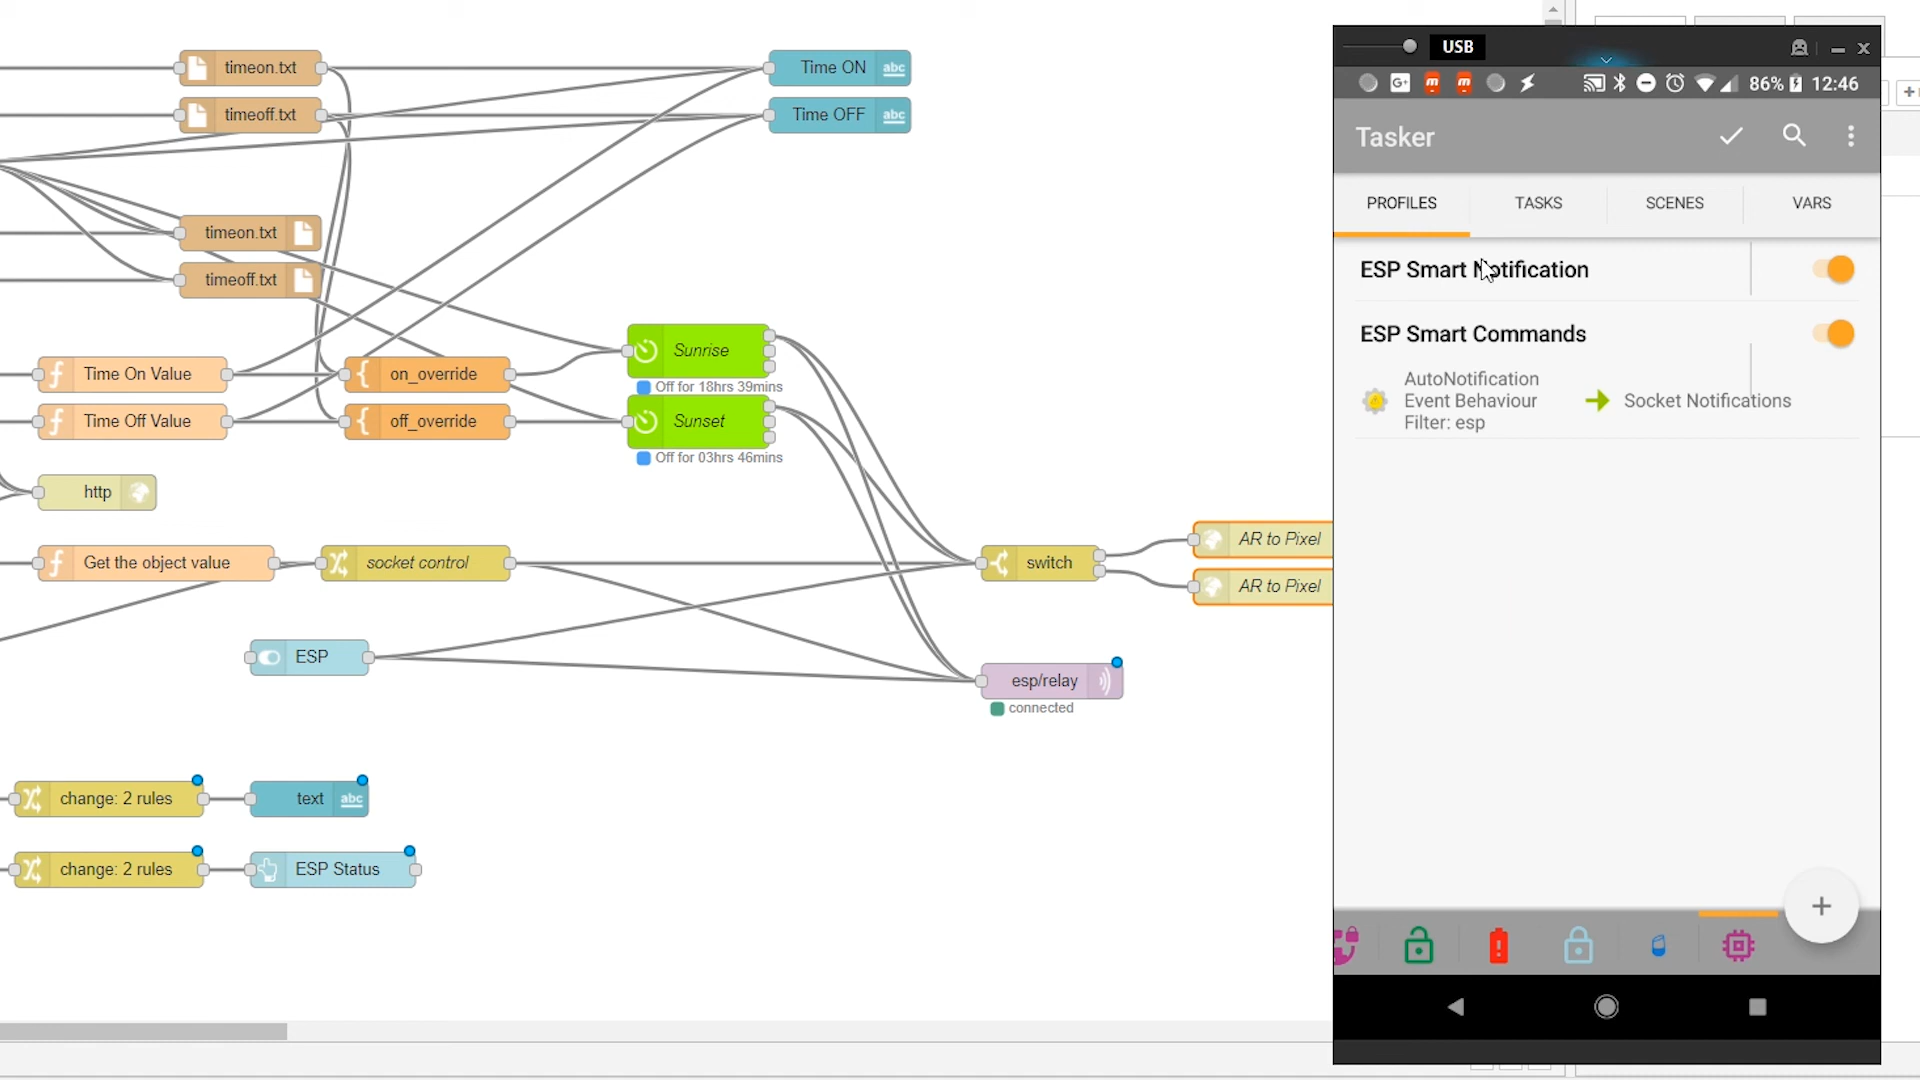 timeon.txt
Time ON
abc
timeoff.txt
Time OFF
abc
timeon.txt
timeoff.txt
Sunrise
Off for 18hrs 39mins
Time On Value
on_override
Time Off Value
off_override
Sunset
Off for 03hrs 46mins
http
Get the object value
socket control
switch
AR to Pixel
AR to Pixel
ESP
esp/relay
connected
change: 2 rules
text
abc
change: 2 rules
ESP Status
USB
G+
86%
12:46
Tasker
PROFILES
TASKS
SCENES
VARS
ESP Smart Notification
ESP Smart Commands
AutoNotification
Event Behaviour
Filter: esp
Socket Notifications